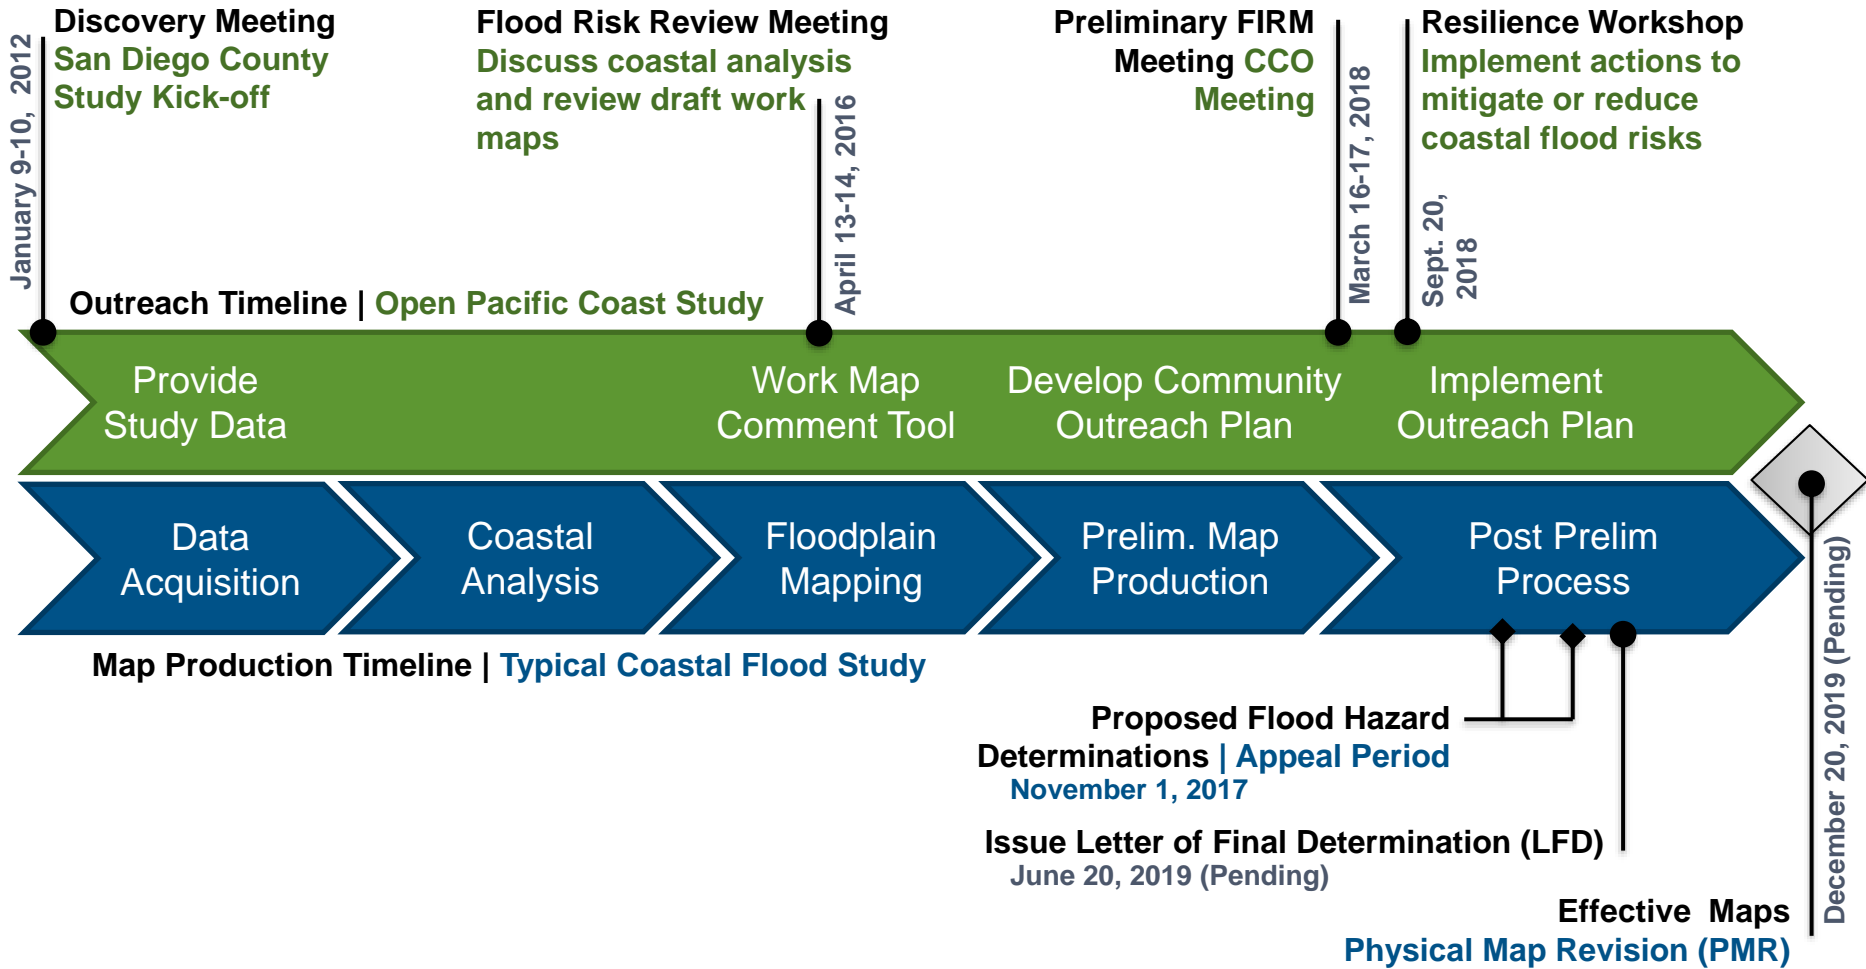 January 9-10, 2012
Discovery Meeting
San Diego County
Study Kick-off
Flood Risk Review Meeting
Discuss coastal analysis
and review draft work
maps
April 13-14, 2016
Preliminary FIRM
Meeting CCO
Meeting
March 16-17, 2018
Resilience Workshop
Implement actions to
mitigate or reduce
coastal flood risks
Sept. 20,
2018
Outreach Timeline | Open Pacific Coast Study
Provide
Study Data
Work Map
Comment Tool
Develop Community
Outreach Plan
Implement
Outreach Plan
Data
Acquisition
Coastal
Analysis
Floodplain
Mapping
Prelim. Map
Production
Post Prelim
Process
Map Production Timeline | Typical Coastal Flood Study
Proposed Flood Hazard
Determinations | Appeal Period
November 1, 2017
Issue Letter of Final Determination (LFD)
June 20, 2019 (Pending)
Effective Maps
Physical Map Revision (PMR)
December 20, 2019 (Pending)